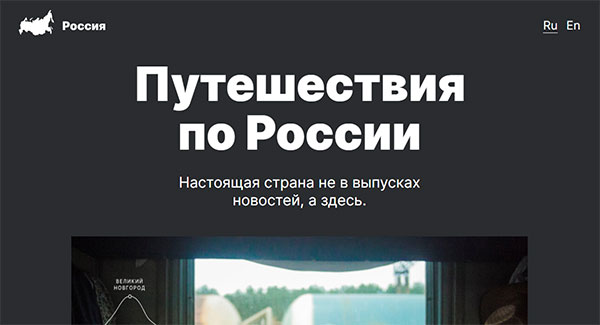 Россия
Ru En
Путешествия
по России
Настоящая страна не в выпусках
новостей, а здесь.
ВЕЛИКИЙ
НОВГОРОД